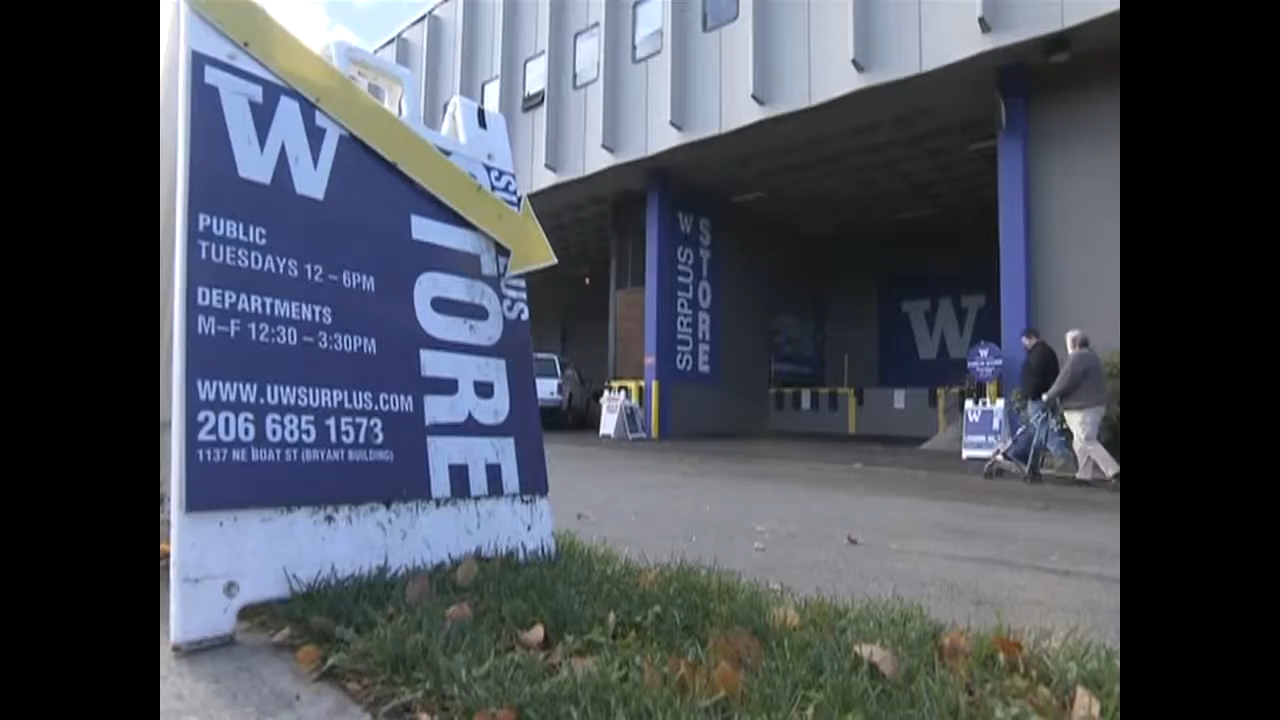 W
PUBLIC
TUESDAYS 12 – 6PM
DEPARTMENTS
M–F 12:30 – 3:30PM
WWW.UWSURPLUS.COM
206 685 1573
1137 NE BOAT ST (BRYANT BUILDING)
TORE
W SURPLUS
STORE
W
W
W